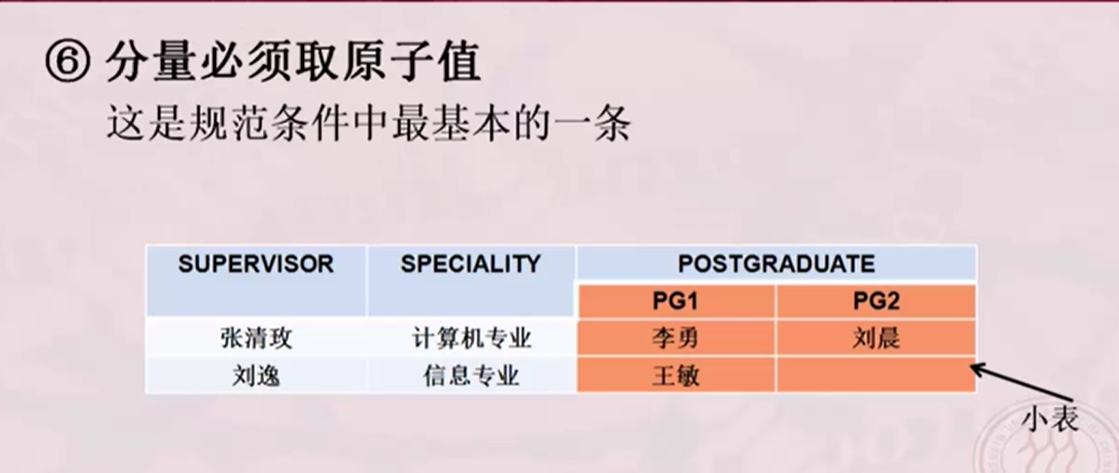 ⑥ 分量必须取原子值
这是规范条件中最基本的一条
SUPERVISOR SPECIALITY POSTGRADUATE
PG1 PG2
张清玫 计算机专业 李勇 刘晨
刘逸 信息专业 王敏
小表